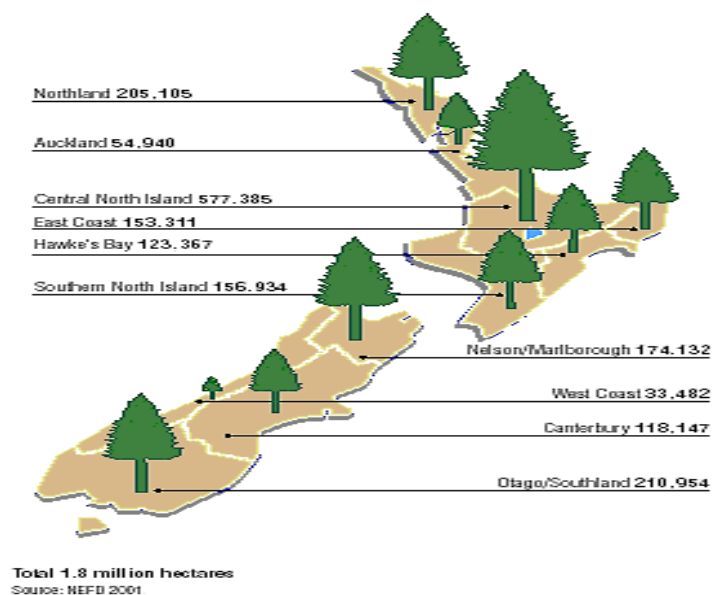 Northland 205,105
Auckland 54,940
Central North Island 577,385
East Coast 153,311
Hawke's Bay 123,367
Southern North Island 156,934
Nelson/Marlborough 174,132
West Coast 33,482
Canterbury 118,147
Otago/Southland 210,954
Total 1.8 million hectares
Source: NEFD 2001